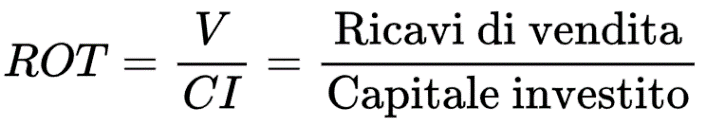 ROT = V / CI = Ricavi di vendita / Capitale investito